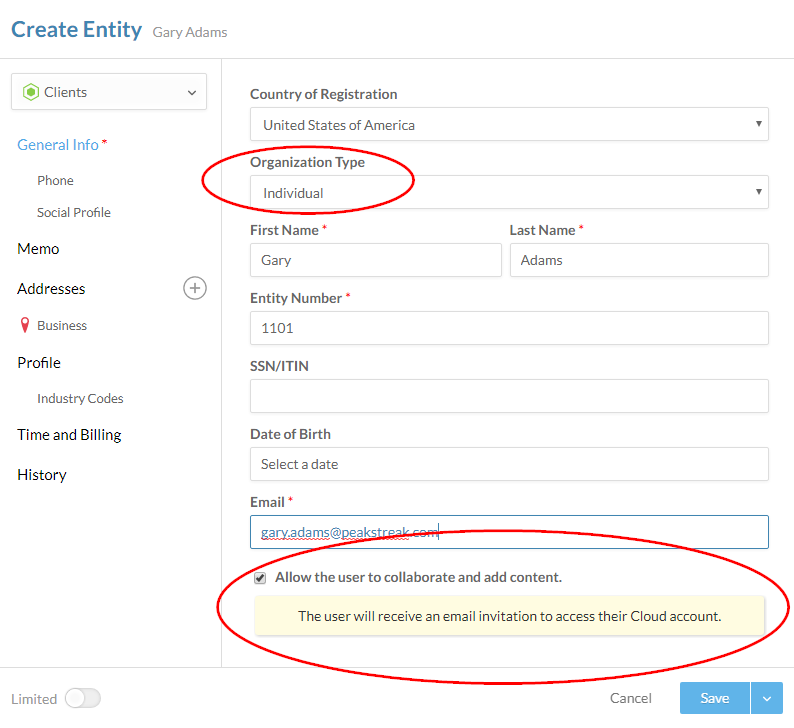 Create Entity Gary Adams
Clients
General Info *
Phone
Social Profile
Memo
Addresses
Business
Profile
Industry Codes
Time and Billing
History
Country of Registration
United States of America
Organization Type
Individual
First Name * Last Name *
Gary Adams
Entity Number *
1101
SSN/ITIN
Date of Birth
Select a date
Email *
gary.adams@peakstreak.com
Allow the user to collaborate and add content.
The user will receive an email invitation to access their Cloud account.
Limited Cancel Save